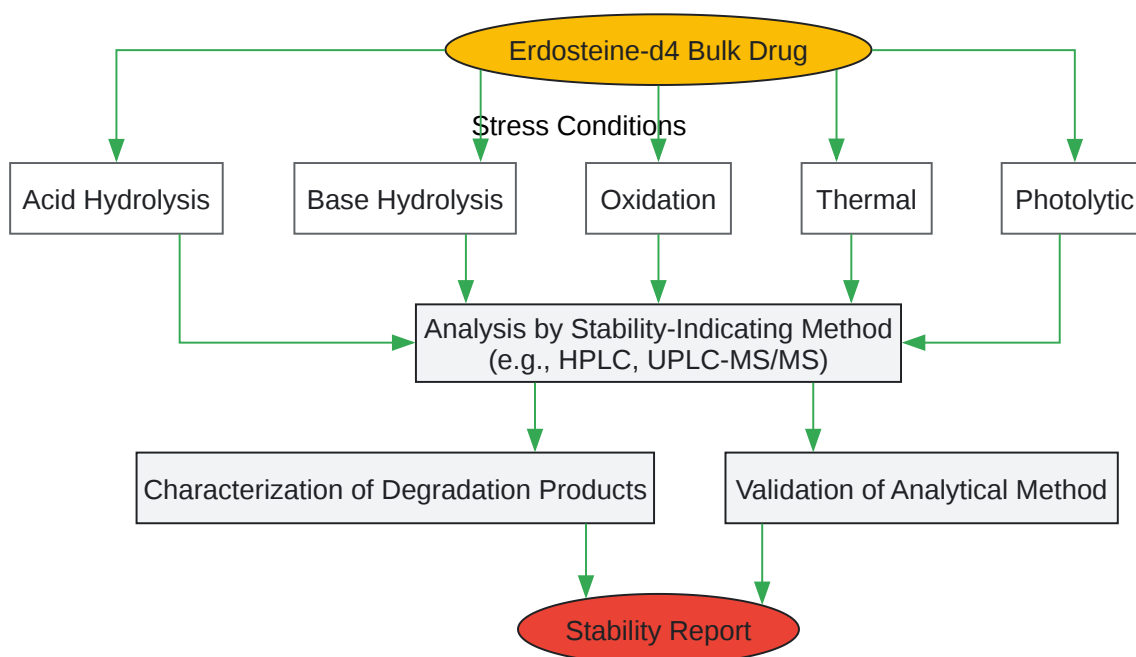 Erdosteine-d4 Bulk Drug
Stress Conditions
Acid Hydrolysis
Base Hydrolysis
Oxidation
Thermal
Photolytic
Analysis by Stability-Indicating Method
(e.g., HPLC, UPLC-MS/MS)
Characterization of Degradation Products
Validation of Analytical Method
Stability Report